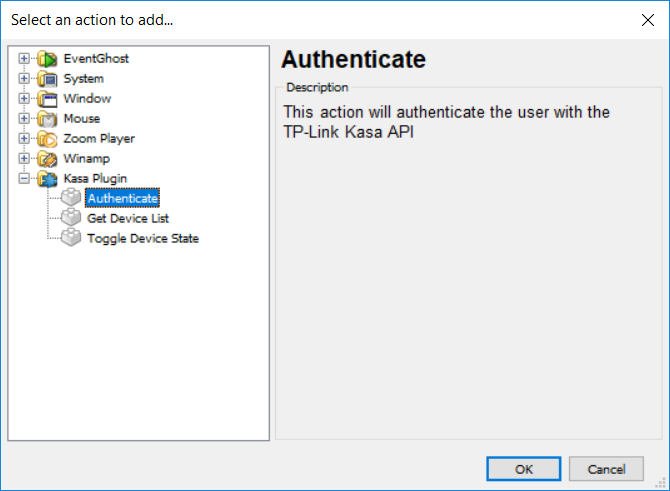 Select an action to add...
EventGhost
System
Window
Mouse
Zoom Player
Winamp
Kasa Plugin
Authenticate
Get Device List
Toggle Device State
Authenticate
Description
This action will authenticate the user with the
TP-Link Kasa API
OK
Cancel